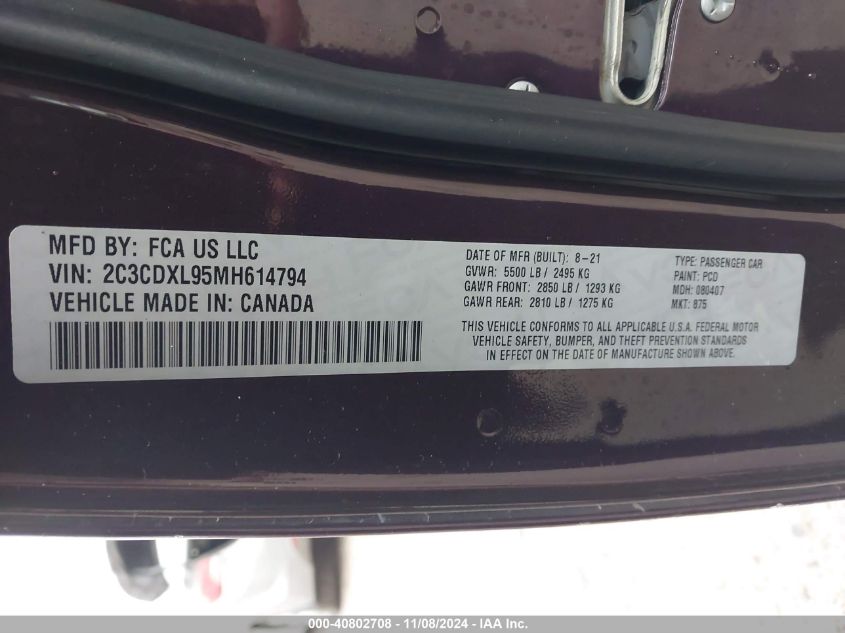 MFD BY: FCA US LLC
VIN: 2C3CDXL95MH614794
VEHICLE MADE IN: CANADA
DATE OF MFR (BUILT): 8-21
GVWR: 5500 LB / 2495 KG
GAWR FRONT: 2850 LB / 1293 KG
GAWR REAR: 2810 LB / 1275 KG
TYPE: PASSENGER CAR
PAINT: PCD
MDH: 080407
MKT: 875
THIS VEHICLE CONFORMS TO ALL APPLICABLE U.S.A. FEDERAL MOTOR
VEHICLE SAFETY, BUMPER, AND THEFT PREVENTION STANDARDS
IN EFFECT ON THE DATE OF MANUFACTURE SHOWN ABOVE.
000-40802708 - 11/08/2024 - IAA Inc.